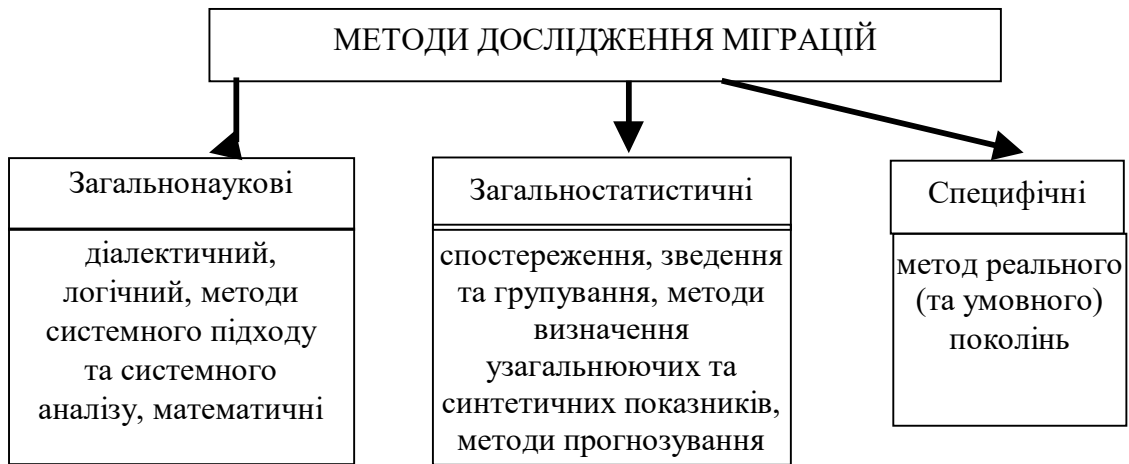 МЕТОДИ ДОСЛІДЖЕННЯ МІГРАЦІЙ
Загальнонаукові
діалектичний,
логічний, методи
системного підходу
та системного
аналізу, математичні
Загальностатистичні
спостереження, зведення
та групування, методи
визначення
узагальнюючих та
синтетичних показників,
методи прогнозування
Специфічні
метод реального
(та умовного)
поколінь